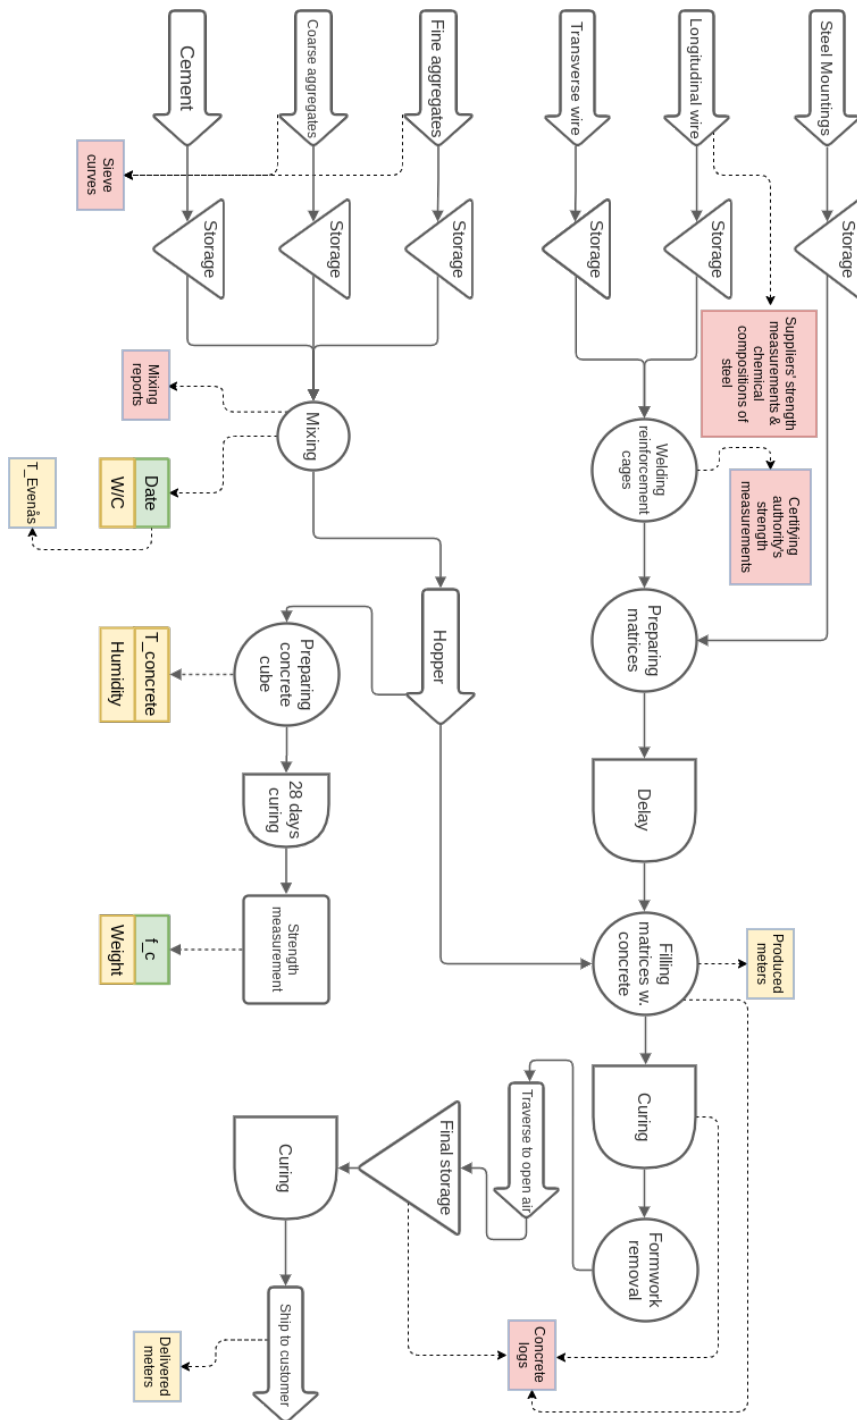 Steel Mountings
Storage
Longitudinal wire
Storage
Transverse wire
Storage
Fine aggregates
Storage
Coarse aggregates
Storage
Cement
Storage
Sieve
curves
Suppliers' strength
measurements &
chemical
compositions of
steel
Welding
reinforcement
cages
Certifying
authority's
strength
measurements
Mixing
reports
Mixing
Date
W/C
T_Evenås
Preparing
matrices
Hopper
Preparing
concrete
cube
T_concrete
Humidity
Delay
28 days
curing
Strength
measurement
f_c
Weight
Filling
matrices w.
concrete
Produced
meters
Curing
Formwork
removal
Traverse to open air
Final storage
Curing
Concrete
logs
Ship to customer
Delivered
meters